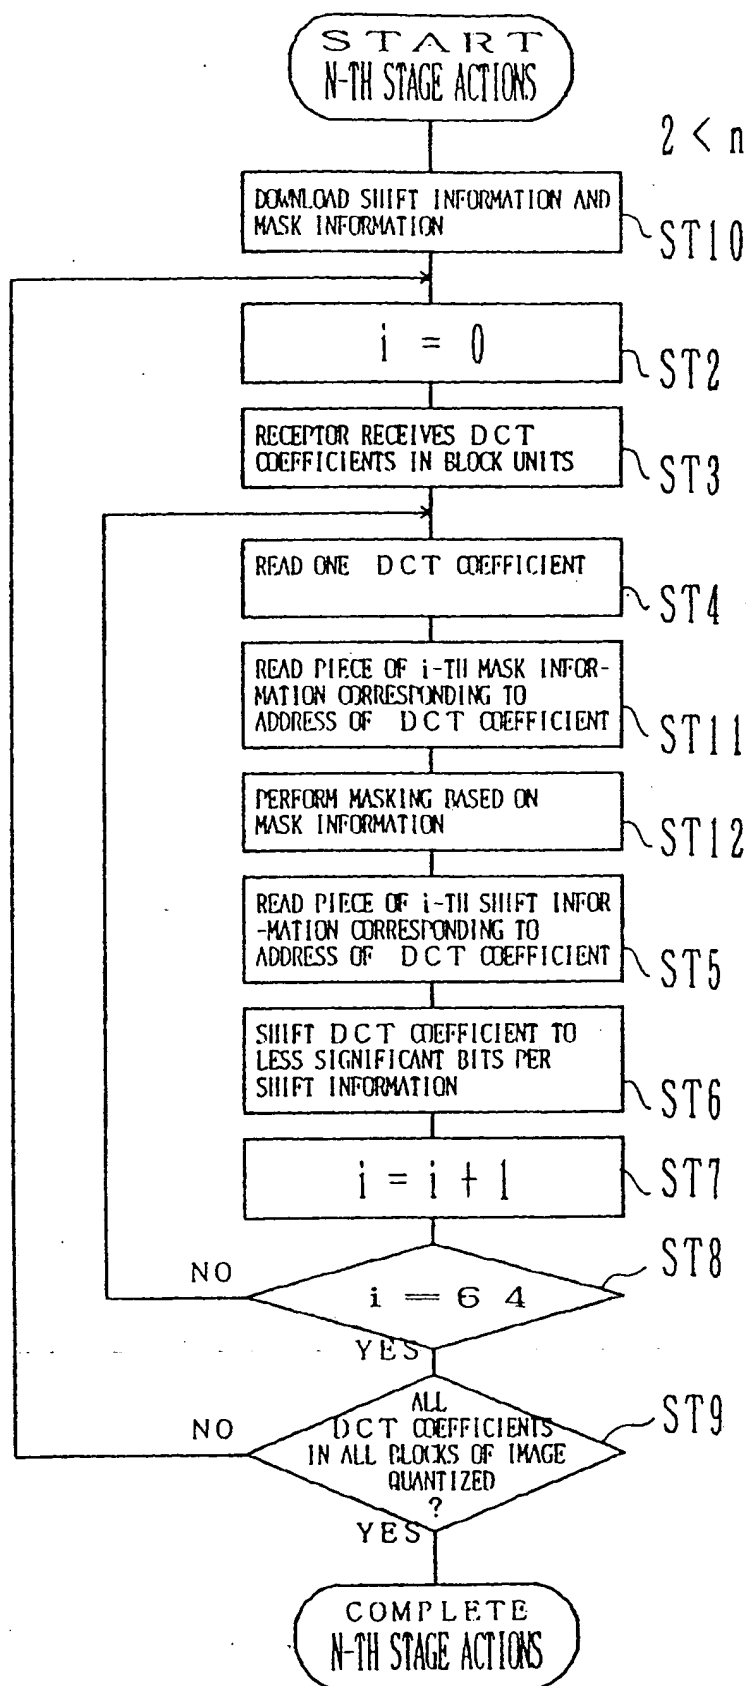 START
N-TH STAGE ACTIONS
2 < n
DOWNLOAD SHIFT INFORMATION AND
MASK INFORMATION
ST10
i = 0
ST2
RECEPTOR RECEIVES DCT
COEFFICIENTS IN BLOCK UNITS
ST3
READ ONE DCT COEFFICIENT
ST4
READ PIECE OF i-TH MASK INFOR-
MATION CORRESPONDING TO
ADDRESS OF DCT COEFFICIENT
ST11
PERFORM MASKING BASED ON
MASK INFORMATION
ST12
READ PIECE OF i-TH SHIFT INFOR
-MATION CORRESPONDING TO
ADDRESS OF DCT COEFFICIENT
ST5
SHIFT DCT COEFFICIENT TO
LESS SIGNIFICANT BITS PER
SHIFT INFORMATION
ST6
i = i + 1
ST7
ST8
NO
i == 64
YES
ST9
ALL
DCT COEFFICIENTS
IN ALL BLOCKS OF IMAGE
QUANTIZED
?
NO
YES
COMPLETE
N-TH STAGE ACTIONS